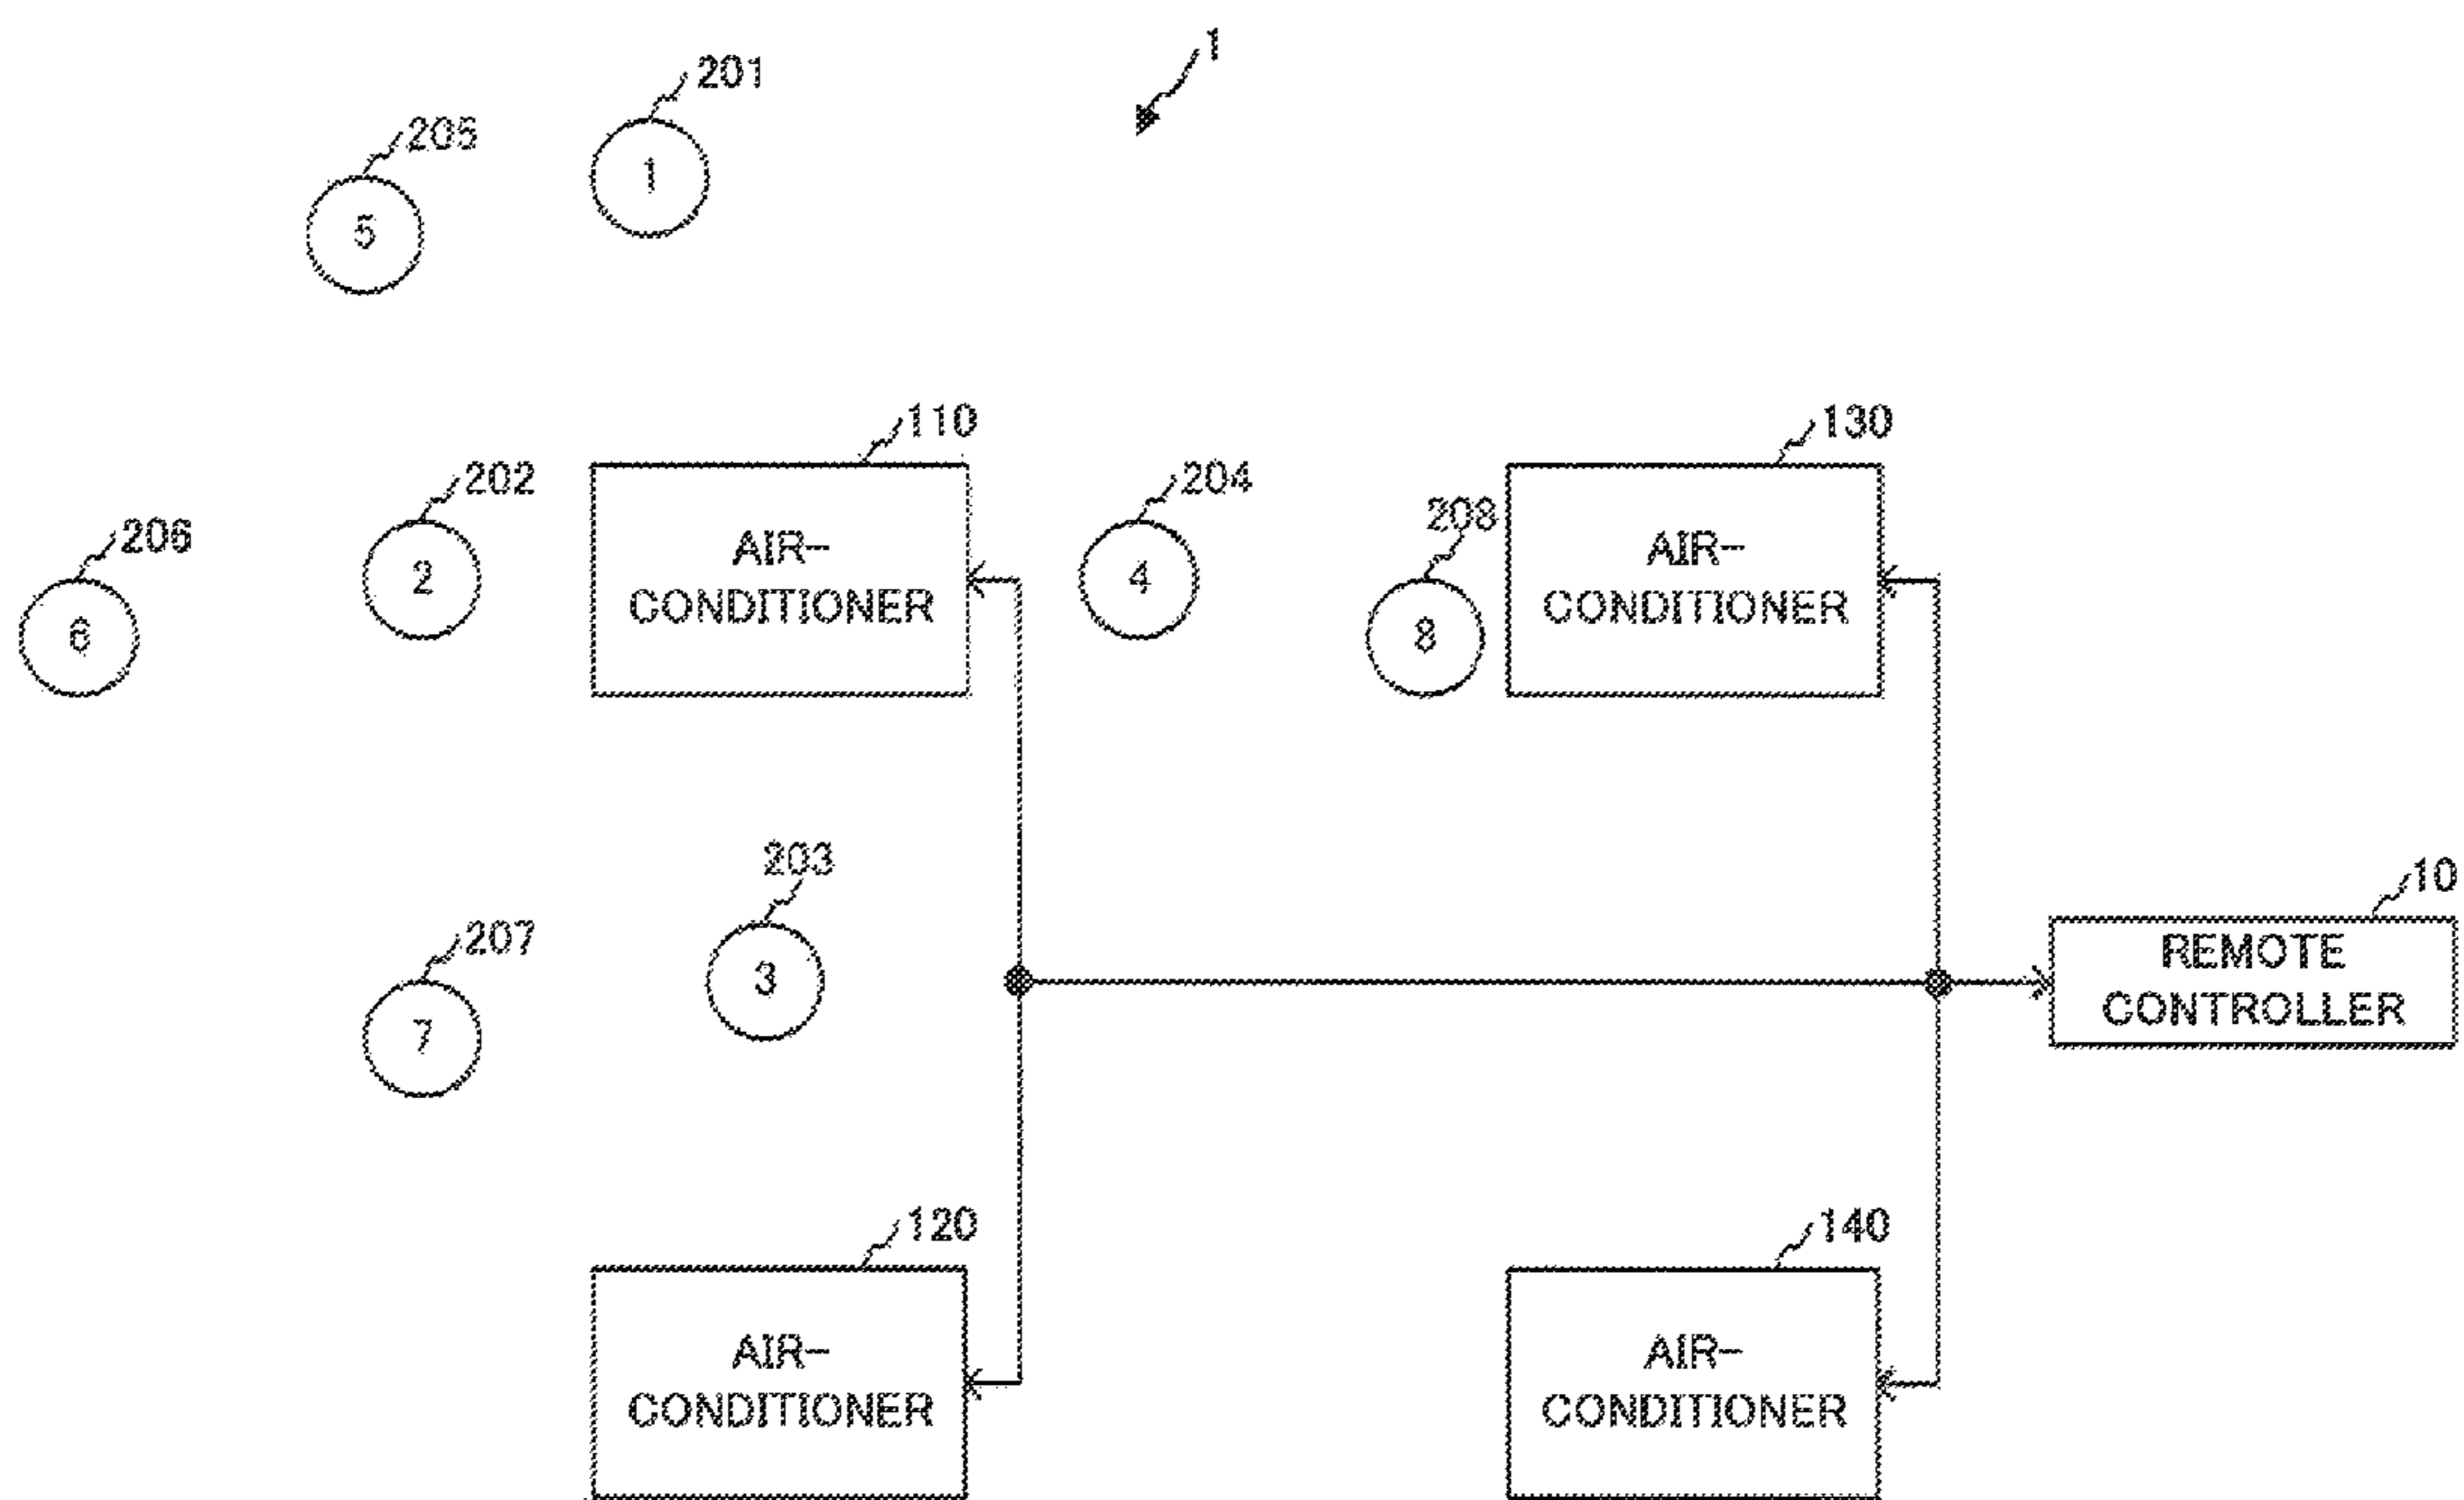 1
201
205
1
5
110
130
202
204
206
208
AIR-
CONDITIONER
AIR-
CONDITIONER
2
4
6
8
203
10
207
REMOTE
CONTROLLER
3
7
120
140
AIR-
CONDITIONER
AIR-
CONDITIONER